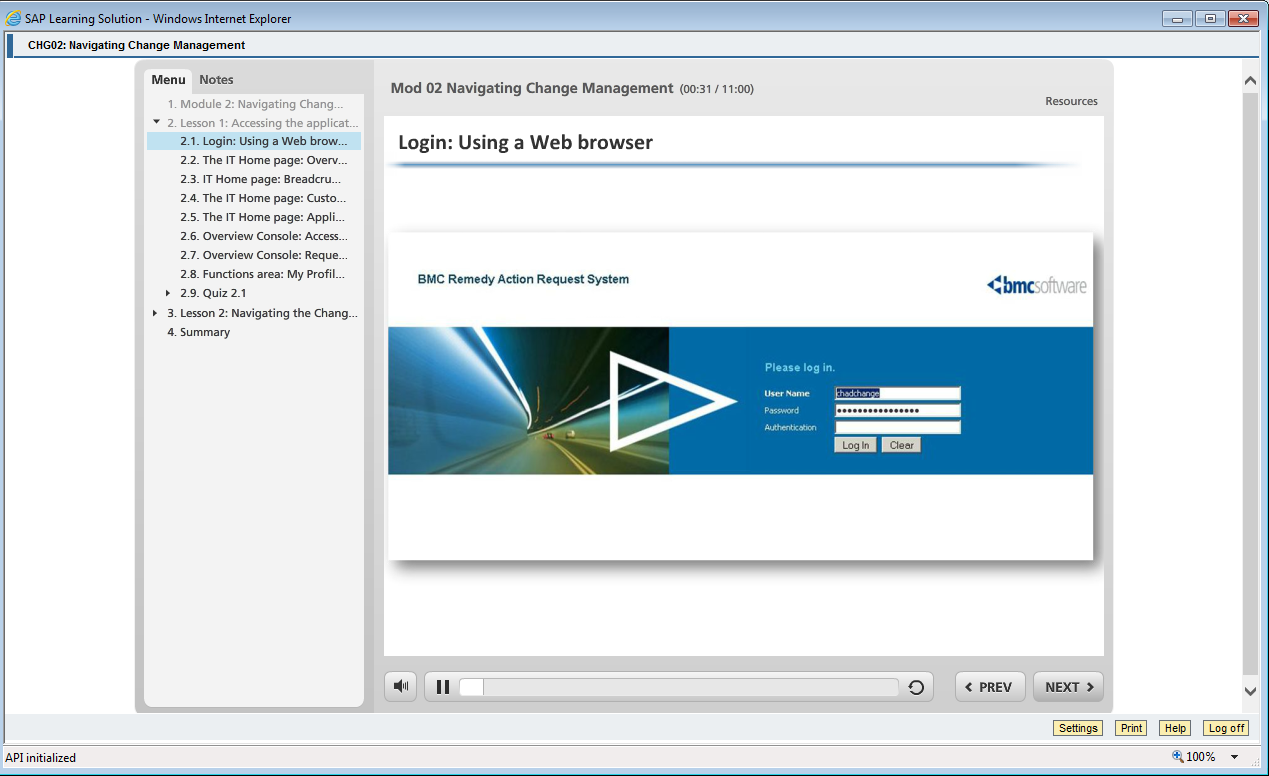 SAP Learning Solution - Windows Internet Explorer
CHG02: Navigating Change Management
Menu Notes
1. Module 2: Navigating Chang...
2. Lesson 1: Accessing the applicat...
2.1. Login: Using a Web brow...
2.2. The IT Home page: Overv...
2.3. IT Home page: Breadcru...
2.4. The IT Home page: Custo...
2.5. The IT Home page: Appli...
2.6. Overview Console: Access...
2.7. Overview Console: Reque...
2.8. Functions area: My Profil...
2.9. Quiz 2.1
3. Lesson 2: Navigating the Chang...
4. Summary
Mod 02 Navigating Change Management (00:31 / 11:00)
Resources
Login: Using a Web browser
BMC Remedy Action Request System
bmcsoftware
Please log in.
User Name chadchange
Password ••••••••••••••••
Authentication
Log In Clear
PREV NEXT
Settings Print Help Log off
API initialized
100%